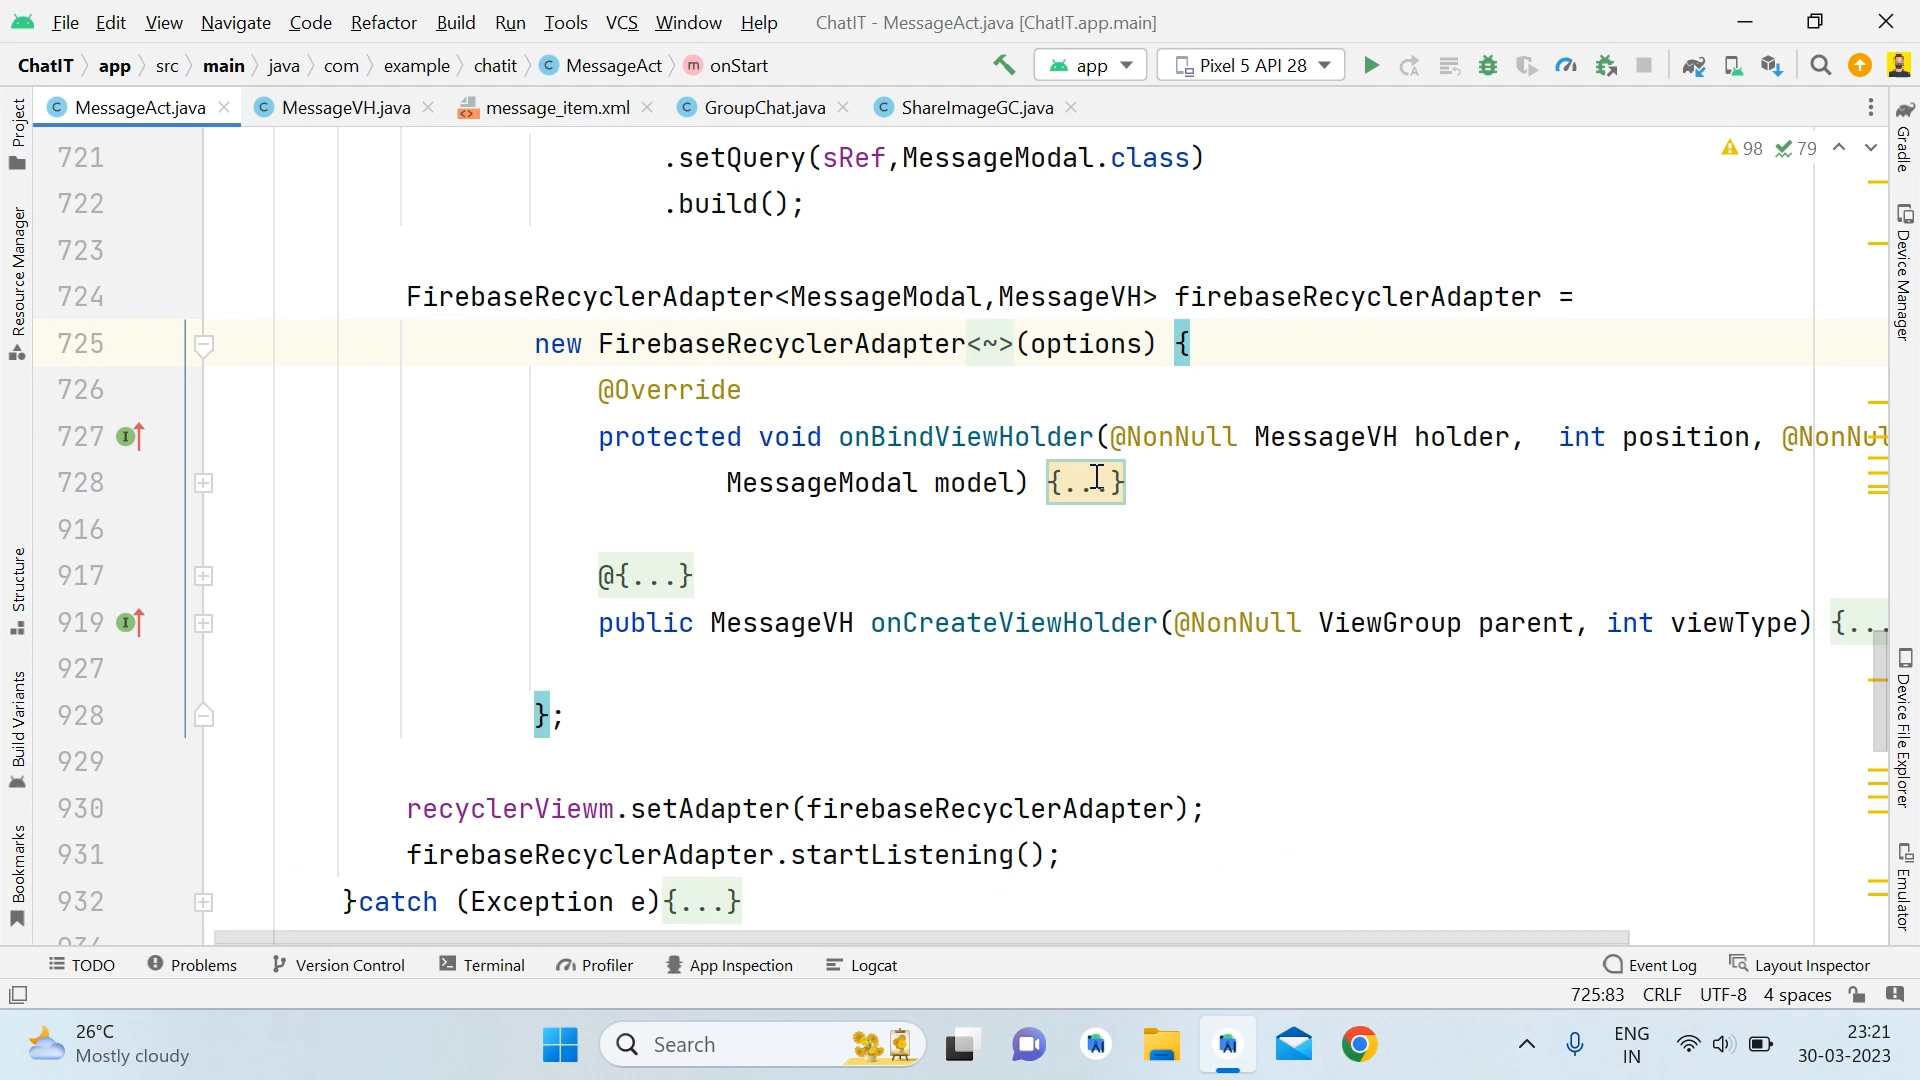 File Edit View Navigate Code Refactor Build Run Tools VCS Window Help ChatIT - MessageAct.java [ChatIT.app.main]
ChatIT app src main java com example chatit C MessageAct m onStart app Pixel 5 API 28
C MessageAct.java C MessageVH.java message_item.xml C GroupChat.java C ShareImageGC.java
98 79
721 .setQuery(sRef,MessageModal.class)
722 .build();
723
724 FirebaseRecyclerAdapter<MessageModal,MessageVH> firebaseRecyclerAdapter =
725 new FirebaseRecyclerAdapter<~>(options) {
726 @Override
727 protected void onBindViewHolder(@NonNull MessageVH holder, int position, @NonNul
728 MessageModal model) {...}
916
917 @{...}
919 public MessageVH onCreateViewHolder(@NonNull ViewGroup parent, int viewType) {...
927
928 };
929
930 recyclerViewm.setAdapter(firebaseRecyclerAdapter);
931 firebaseRecyclerAdapter.startListening();
932 }catch (Exception e){...}
Project
Resource Manager
Structure
Build Variants
Bookmarks
Gradle
Device Manager
Device File Explorer
Emulator
TODO Problems Version Control Terminal Profiler App Inspection Logcat Event Log Layout Inspector
725:83 CRLF UTF-8 4 spaces
26°C
Mostly cloudy
Search
ENG
IN
23:21
30-03-2023